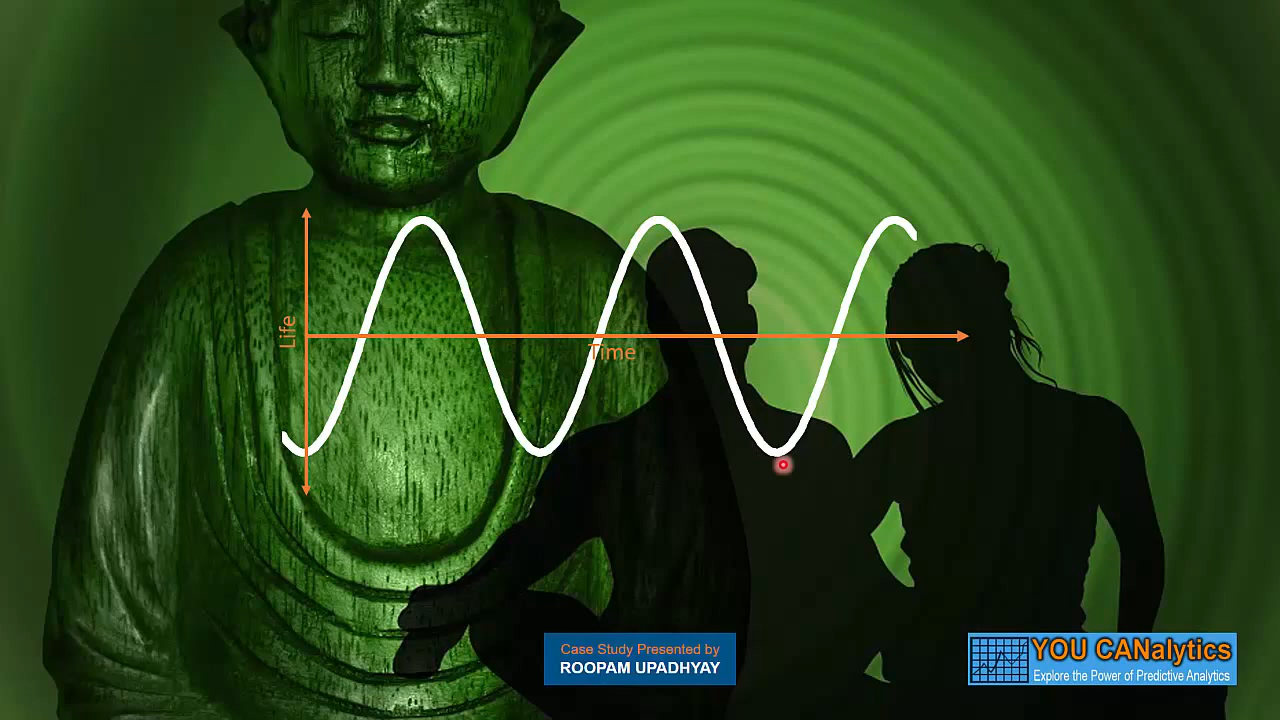 Life
Time
Case Study Presented by
ROOPAM UPADHYAY
YOU CANalytics
Explore the Power of Predictive Analytics